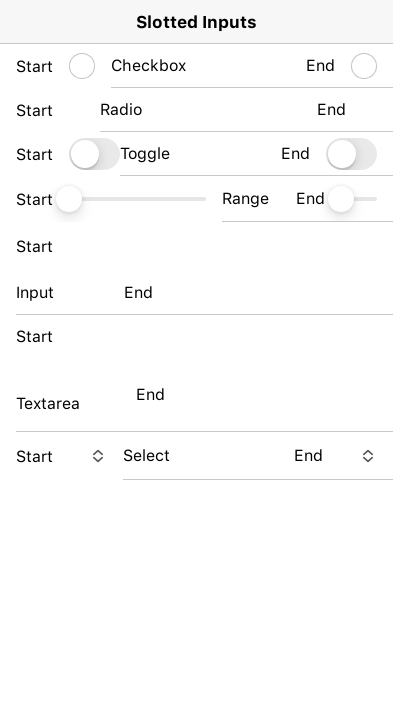 Slotted Inputs
Start Checkbox End
Start Radio End
Start Toggle End
Start Range End
Start
Input End
Start
End
Textarea
Start Select End